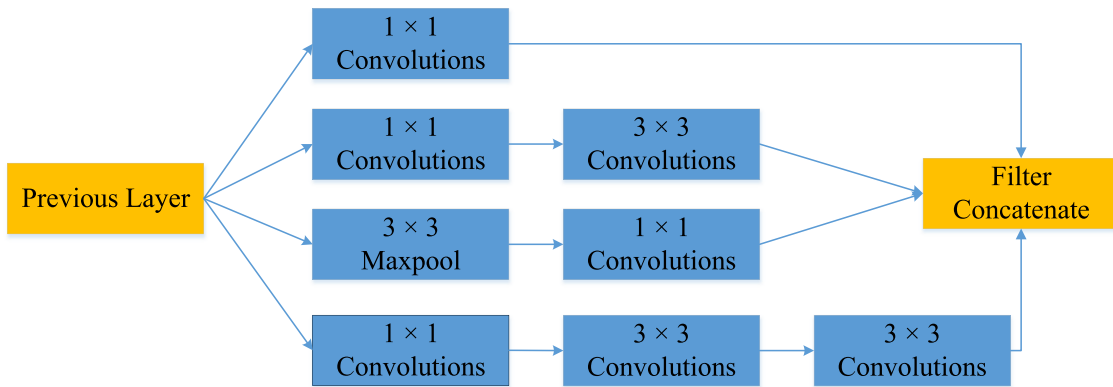 1 × 1
Convolutions
1 × 1
Convolutions
3 × 3
Convolutions
Previous Layer
Filter
Concatenate
3 × 3
Maxpool
1 × 1
Convolutions
1 × 1
Convolutions
3 × 3
Convolutions
3 × 3
Convolutions